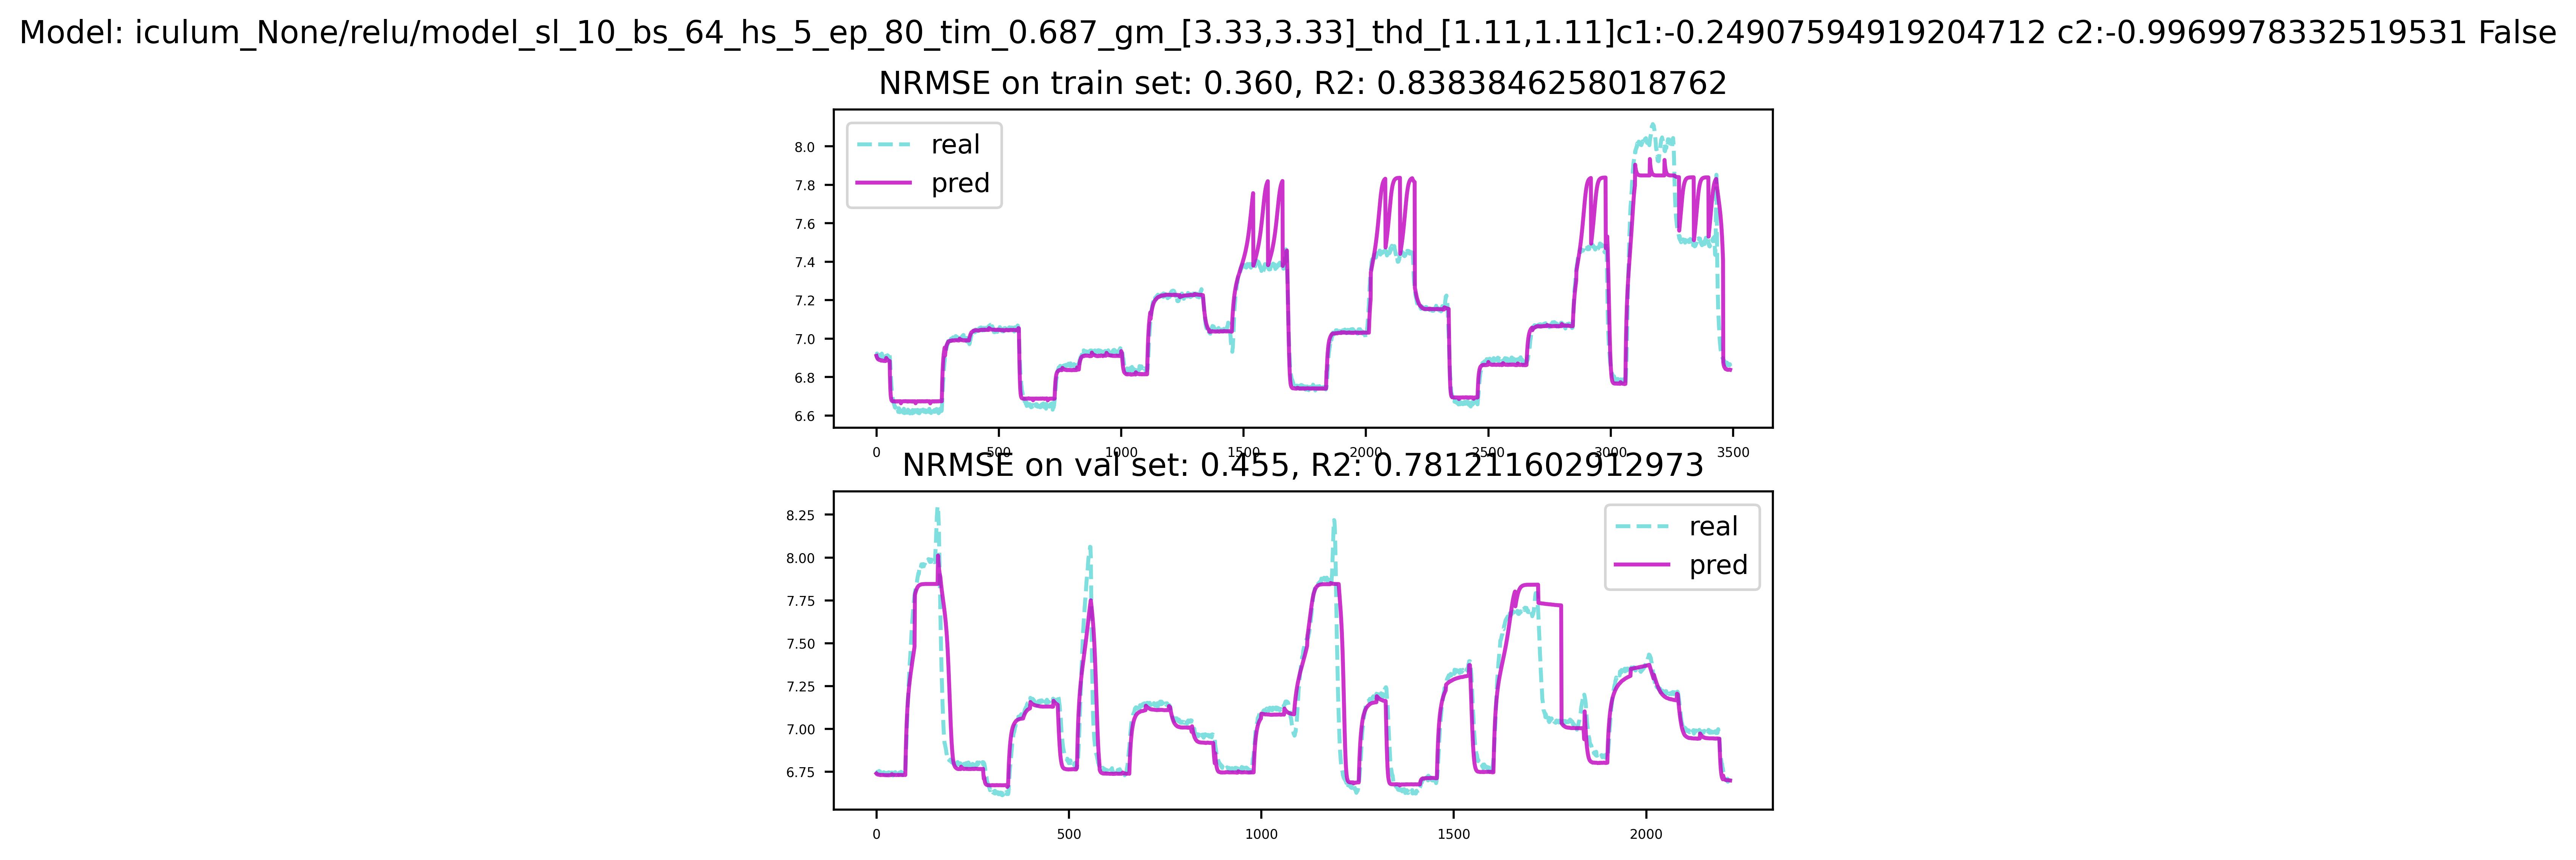 Model: iculum_None/relu/model_sl_10_bs_64_hs_5_ep_80_tim_0.687_gm_[3.33,3.33]_thd_[1.11,1.11]c1:-0.24907594919204712 c2:-0.9969978332519531 False
NRMSE on train set: 0.360, R2: 0.8383846258018762
real
pred
8.0
7.8
7.6
7.4
7.2
7.0
6.8
6.6
0 500 1000 1500 2000 2500 3000 3500
NRMSE on val set: 0.455, R2: 0.781211602912973
real
pred
8.25
8.00
7.75
7.50
7.25
7.00
6.75
0 500 1000 1500 2000